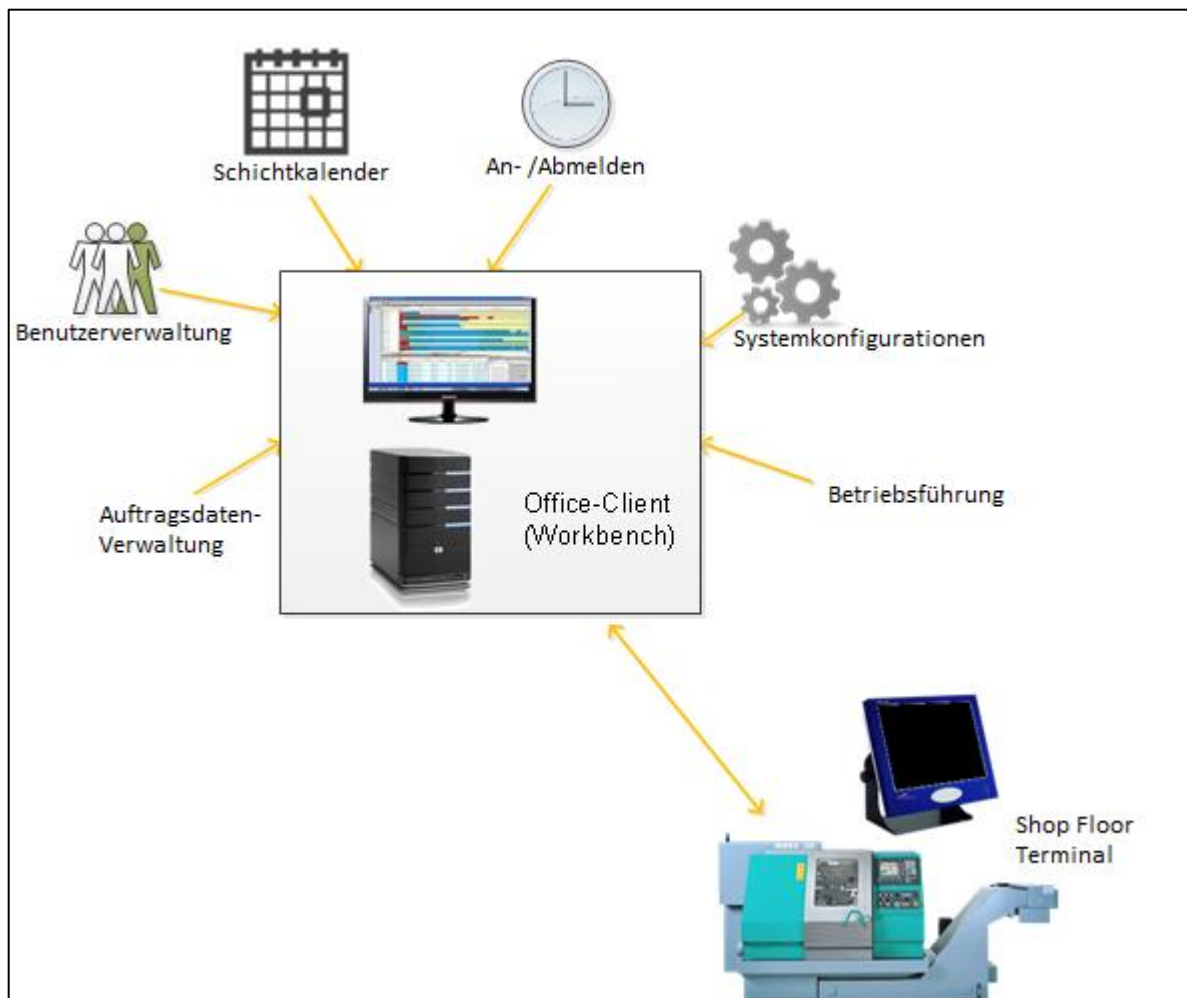 Schichtkalender
An- /Abmelden
Benutzerverwaltung
Systemkonfigurationen
Auftragsdaten-
Verwaltung
Office-Client
(Workbench)
Betriebsführung
Shop Floor
Terminal